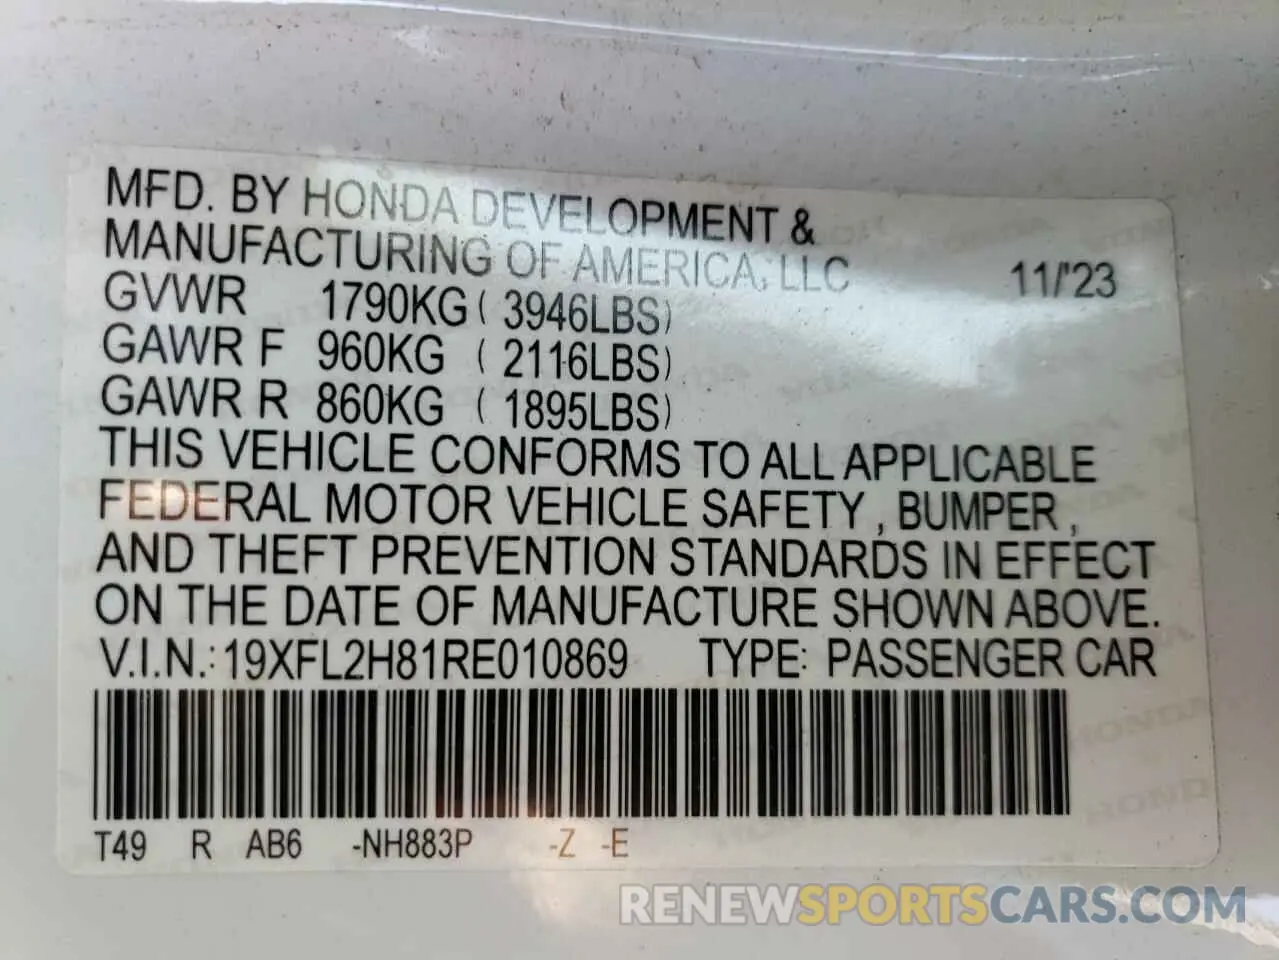 MFD. BY HONDA DEVELOPMENT &
MANUFACTURING OF AMERICA, LLC 11/'23
GVWR 1790KG ( 3946LBS)
GAWR F 960KG ( 2116LBS)
GAWR R 860KG ( 1895LBS)
THIS VEHICLE CONFORMS TO ALL APPLICABLE
FEDERAL MOTOR VEHICLE SAFETY , BUMPER ,
AND THEFT PREVENTION STANDARDS IN EFFECT
ON THE DATE OF MANUFACTURE SHOWN ABOVE.
V.I.N.: 19XFL2H81RE010869 TYPE: PASSENGER CAR
T49 R AB6 -NH883P -Z -E
RENEWSPORTSCARS.COM